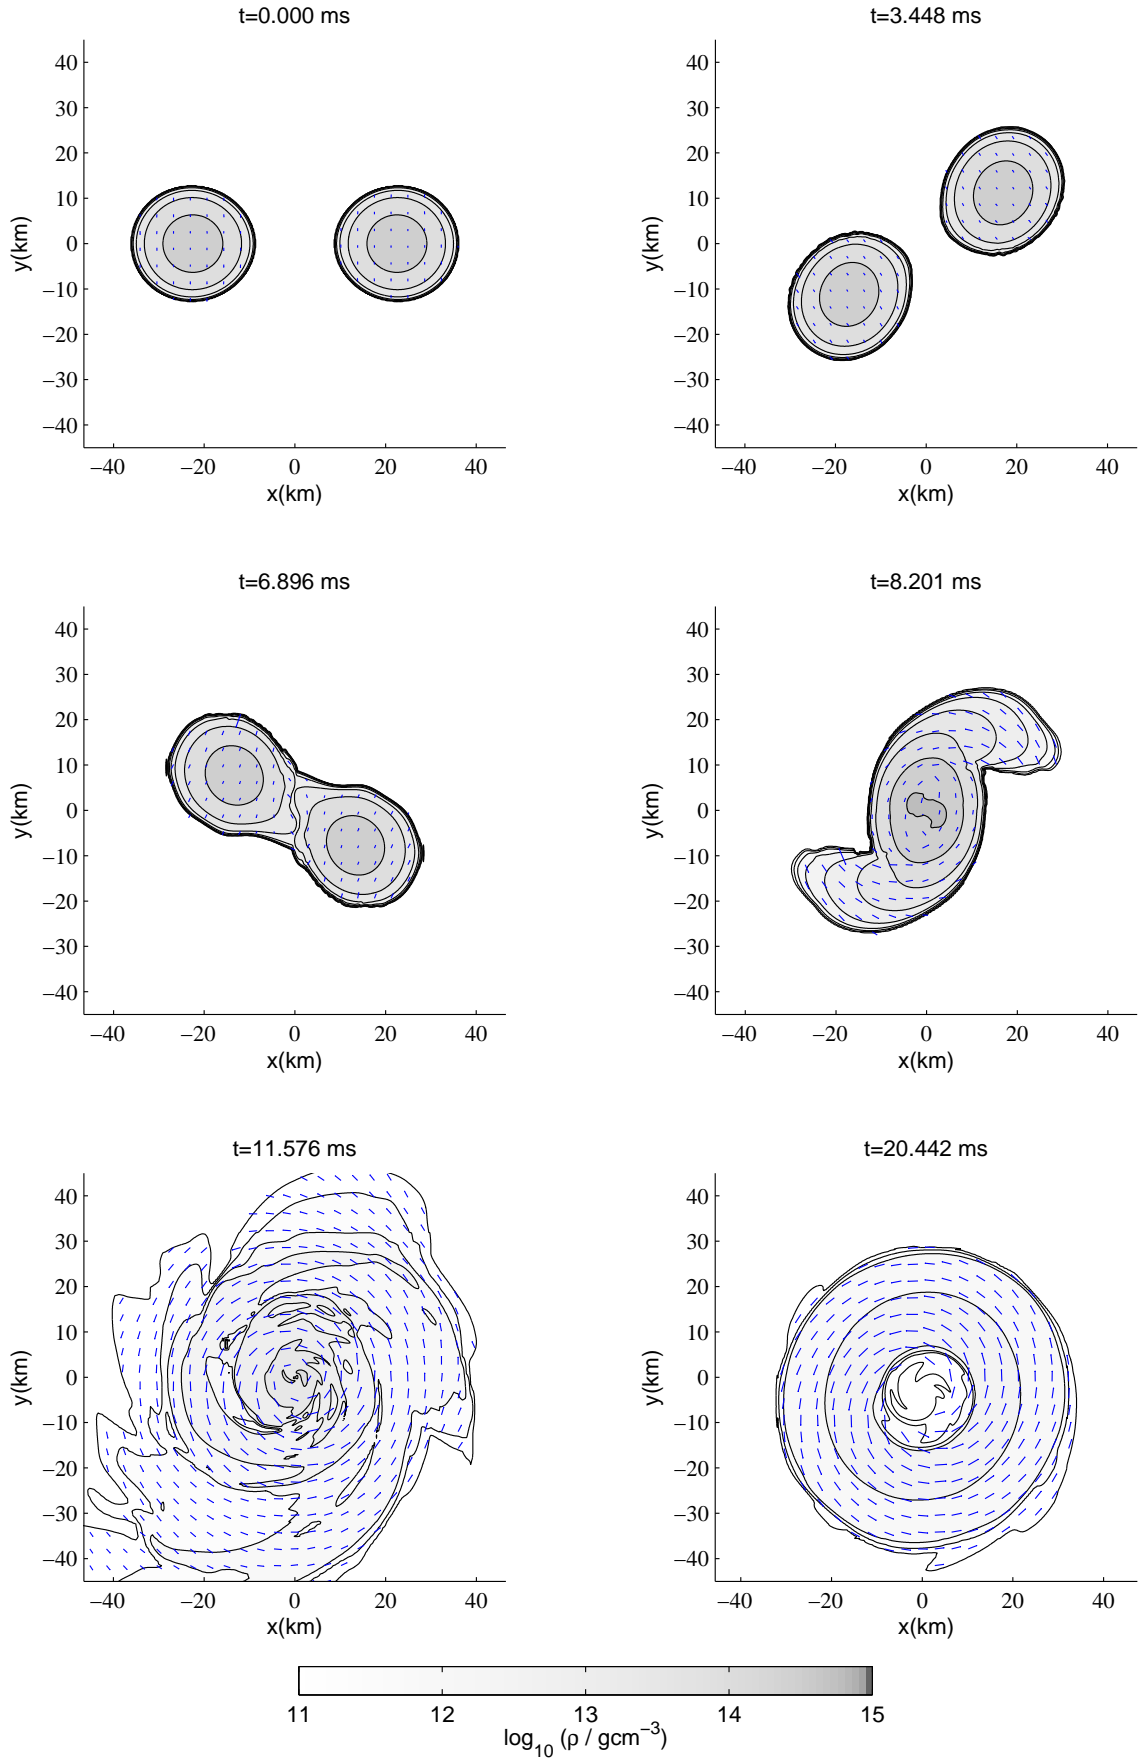 t=0.000 ms
t=3.448 ms
40
30
20
10
0
−10
−20
−30
−40
y(km)
−40 −20 0 20 40
x(km)
40
30
20
10
0
−10
−20
−30
−40
y(km)
−40 −20 0 20 40
x(km)
t=6.896 ms
t=8.201 ms
40
30
20
10
0
−10
−20
−30
−40
y(km)
−40 −20 0 20 40
x(km)
40
30
20
10
0
−10
−20
−30
−40
y(km)
−40 −20 0 20 40
x(km)
t=11.576 ms
t=20.442 ms
40
30
20
10
0
−10
−20
−30
−40
y(km)
−40 −20 0 20 40
x(km)
40
30
20
10
0
−10
−20
−30
−40
y(km)
−40 −20 0 20 40
x(km)
11 12 13 14 15
log₁₀ (ρ / gcm⁻³)